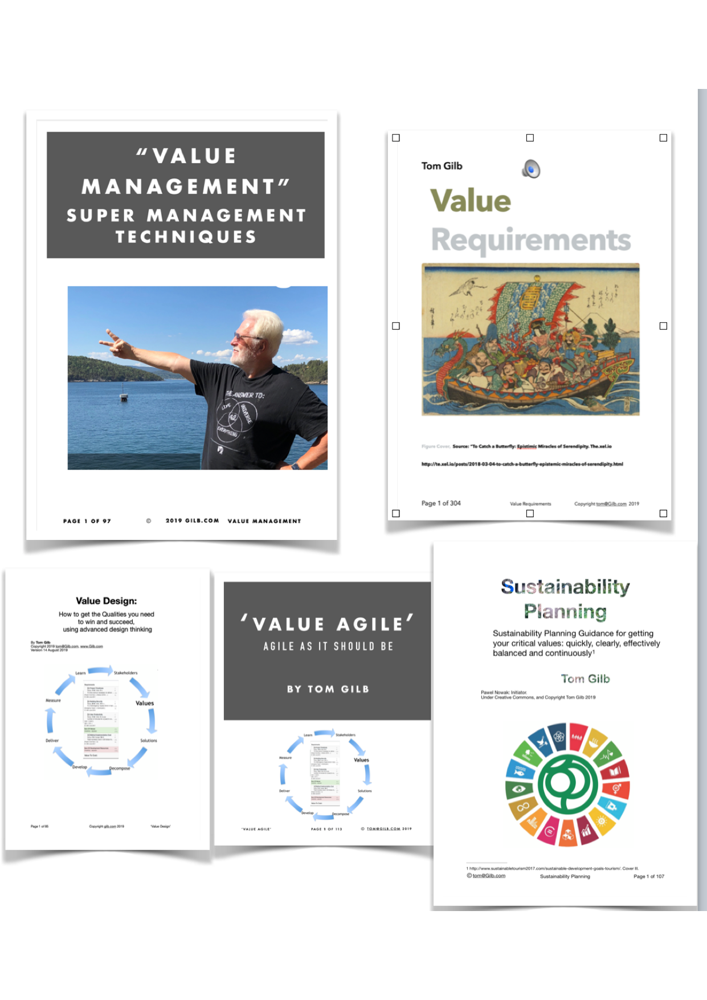 “VALUE
MANAGEMENT”
SUPER MANAGEMENT
TECHNIQUES
THE ANSWER TO:
LIFE
UNIVERSE
42
EVERYTHING
PAGE 1 OF 97 © 2019 GILB.COM VALUE MANAGEMENT
Tom Gilb
Value
Requirements
Figure Cover. Source: "To Catch a Butterfly: Epistimic Miracles of Serendipity. The.xel.io
http://te.xel.io/posts/2018-03-04-to-catch-a-butterfly-epistemic-miracles-of-serendipity.html
Page 1 of 304 Value Requirements Copyright tom@Gilb.com 2019
Value Design:
How to get the Qualities you need
to win and succeed,
using advanced design thinking
By Tom Gilb
Copyright 2019 tom@Gilb.com, www.Gilb.com
Version 14 August 2019
Learn
Stakeholders
Values
Solutions
Decompose
Develop
Deliver
Measure
Page 1 of 85 Copyright gilb.com 2019 'Value Design'
‘VALUE AGILE’
AGILE AS IT SHOULD BE
BY TOM GILB
Learn
Stakeholders
Values
Solutions
Decompose
Develop
Deliver
Measure
'VALUE AGILE' PAGE 1 OF 113 © TOM@GILB.COM 2019
Sustainability
Planning
Sustainability Planning Guidance for getting
your critical values: quickly, clearly, effectively
balanced and continuously¹
Tom Gilb
Pawel Nowak: Initiator.
Under Creative Commons, and Copyright Tom Gilb 2019
1 http://www.sustainabletourism2017.com/sustainable-development-goals-tourism/. Cover Ill.
© tom@Gilb.com Sustainability Planning Page 1 of 107